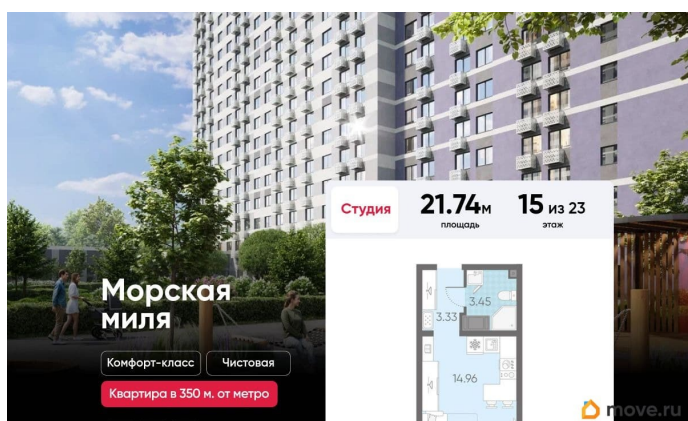 Студия
21.74м
площадь
15 из 23
этаж
3.45
3.33
14.96
Морская
миля
Комфорт-класс
Чистовая
Квартира в 350 м. от метро
move.ru